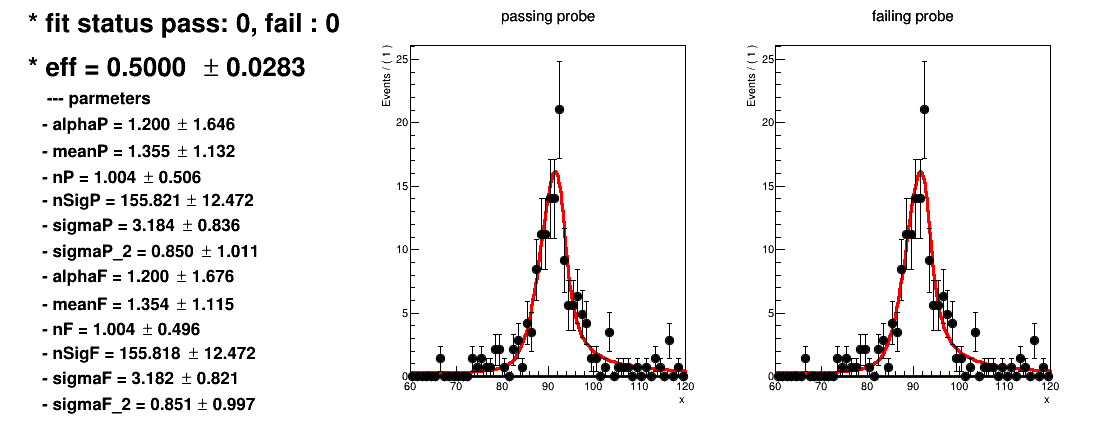 * fit status pass: 0, fail : 0
* eff = 0.5000 ± 0.0283
--- parmeters
- alphaP = 1.200 ± 1.646
- meanP = 1.355 ± 1.132
- nP = 1.004 ± 0.506
- nSigP = 155.821 ± 12.472
- sigmaP = 3.184 ± 0.836
- sigmaP_2 = 0.850 ± 1.011
- alphaF = 1.200 ± 1.676
- meanF = 1.354 ± 1.115
- nF = 1.004 ± 0.496
- nSigF = 155.818 ± 12.472
- sigmaF = 3.182 ± 0.821
- sigmaF_2 = 0.851 ± 0.997
passing probe
Events / ( 1 )
25
20
15
10
5
0
60 70 80 90 100 110 120
x
failing probe
Events / ( 1 )
25
20
15
10
5
0
60 70 80 90 100 110 120
x